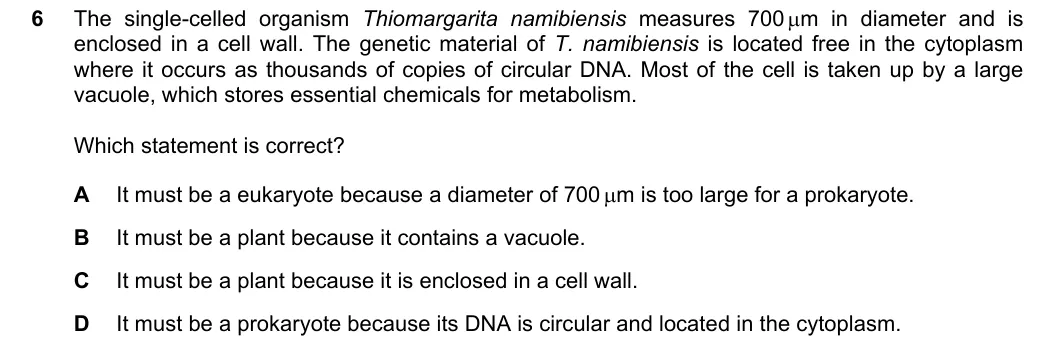 6 The single-celled organism Thiomargarita namibiensis measures 700 µm in diameter and is
enclosed in a cell wall. The genetic material of T. namibiensis is located free in the cytoplasm
where it occurs as thousands of copies of circular DNA. Most of the cell is taken up by a large
vacuole, which stores essential chemicals for metabolism.
Which statement is correct?
A It must be a eukaryote because a diameter of 700 µm is too large for a prokaryote.
B It must be a plant because it contains a vacuole.
C It must be a plant because it is enclosed in a cell wall.
D It must be a prokaryote because its DNA is circular and located in the cytoplasm.